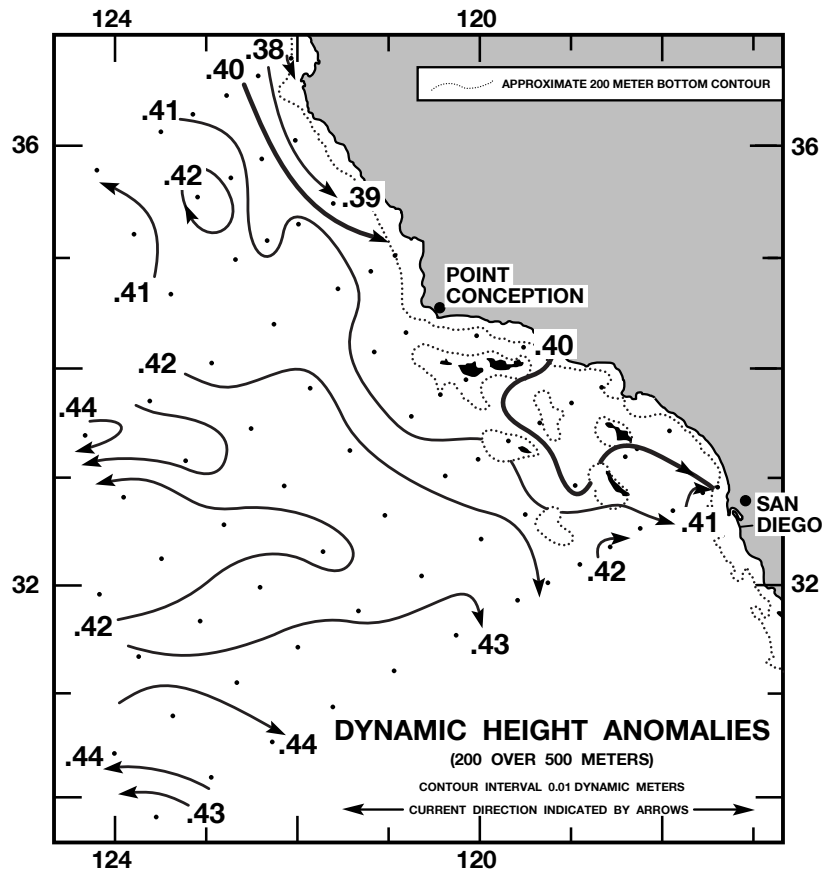 124 120
.38
.40
APPROXIMATE 200 METER BOTTOM CONTOUR
.41
36 36
.42
.39
POINT
CONCEPTION
.41
.40
.42
.44
SAN
DIEGO
.41
.42
32 32
.42
.43
DYNAMIC HEIGHT ANOMALIES
.44
(200 OVER 500 METERS)
.44
CONTOUR INTERVAL 0.01 DYNAMIC METERS
.43
CURRENT DIRECTION INDICATED BY ARROWS
124 120